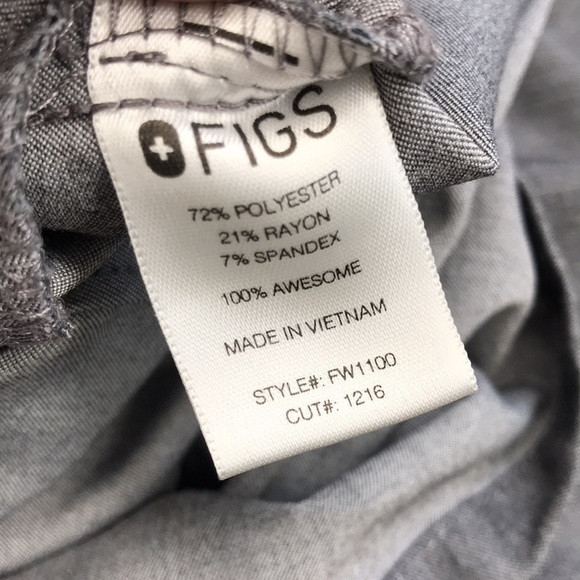 FIGS
72% POLYESTER
21% RAYON
7% SPANDEX
100% AWESOME
MADE IN VIETNAM
STYLE#: FW1100
CUT#: 1216